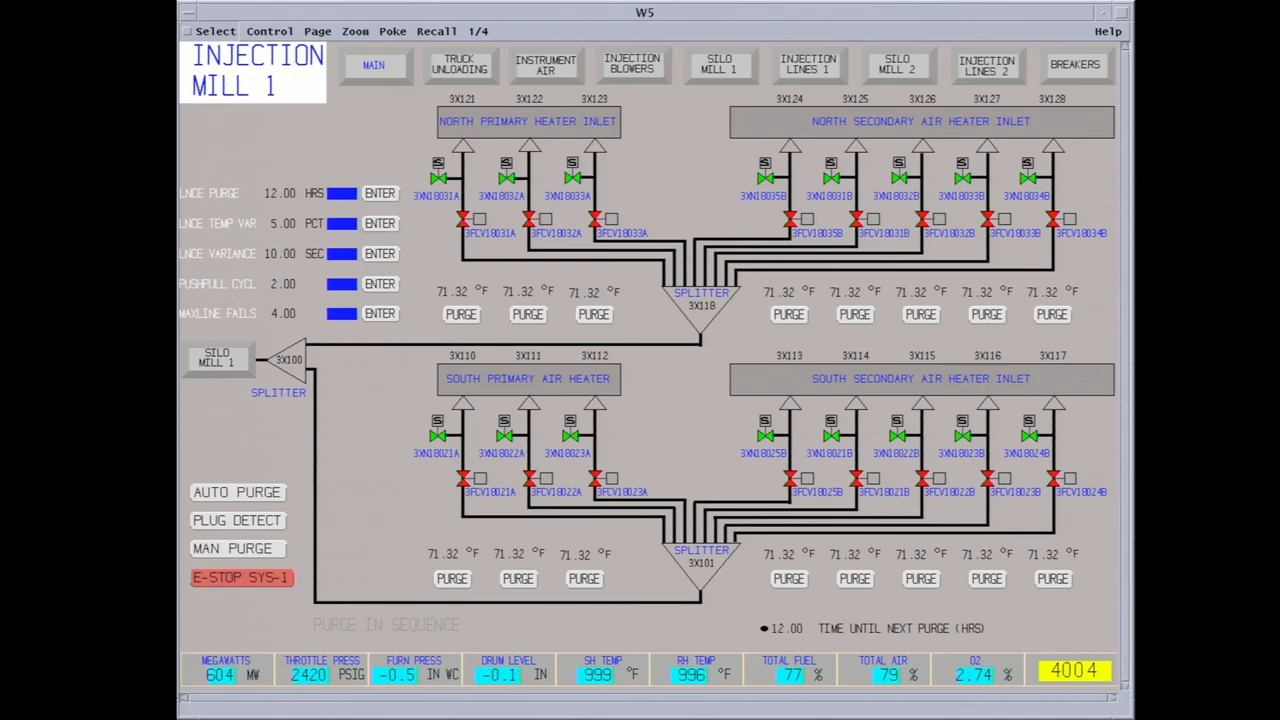 W5
Select Control Page Zoom Poke Recall 1/4 Help
INJECTION
MILL 1
MAIN
TRUCK
UNLOADING
INSTRUMENT
AIR
INJECTION
BLOWERS
SILO
MILL 1
INJECTION
LINES 1
SILO
MILL 2
INJECTION
LINES 2
BREAKERS
3X121 3X122 3X123 3X124 3X125 3X126 3X127 3X128
NORTH PRIMARY HEATER INLET NORTH SECONDARY AIR HEATER INLET
S S S S S S S S
3XN18031A 3XN18032A 3XN18033A 3XN18035B 3XN18031B 3XN18032B 3XN18033B 3XN18034B
3FCV18031A 3FCV18032A 3FCV18033A 3FCV18035B 3FCV18031B 3FCV18032B 3FCV18033B 3FCV18034B
LNCE PURGE 12.00 HRS ENTER
LNCE TEMP VAR 5.00 PCT ENTER
LNCE VARIANCE 10.00 SEC ENTER
PUSHPULL CYCL 2.00 ENTER
MAXLINE FAILS 4.00 ENTER
71.32 °F 71.32 °F 71.32 °F SPLITTER 71.32 °F 71.32 °F 71.32 °F 71.32 °F 71.32 °F
3X118
PURGE PURGE PURGE PURGE PURGE PURGE PURGE PURGE
SILO
MILL 1
3X100
SPLITTER
3X110 3X111 3X112 3X113 3X114 3X115 3X116 3X117
SOUTH PRIMARY AIR HEATER SOUTH SECONDARY AIR HEATER INLET
S S S S S S S S
3XN18021A 3XN18022A 3XN18023A 3XN18025B 3XN18021B 3XN18022B 3XN18023B 3XN18024B
3FCV18021A 3FCV18022A 3FCV18023A 3FCV18025B 3FCV18021B 3FCV18022B 3FCV18023B 3FCV18024B
AUTO PURGE
PLUG DETECT
MAN PURGE
E-STOP SYS-1
71.32 °F 71.32 °F 71.32 °F SPLITTER 71.32 °F 71.32 °F 71.32 °F 71.32 °F 71.32 °F
3X101
PURGE PURGE PURGE PURGE PURGE PURGE PURGE PURGE
PURGE IN SEQUENCE
12.00 TIME UNTIL NEXT PURGE (HRS)
MEGAWATTS THROTTLE PRESS FURN PRESS DRUM LEVEL SH TEMP RH TEMP TOTAL FUEL TOTAL AIR O2
604 MW 2420 PSIG -0.5 IN WC -0.1 IN 999 °F 996 °F 77 % 79 % 2.74 % 4004